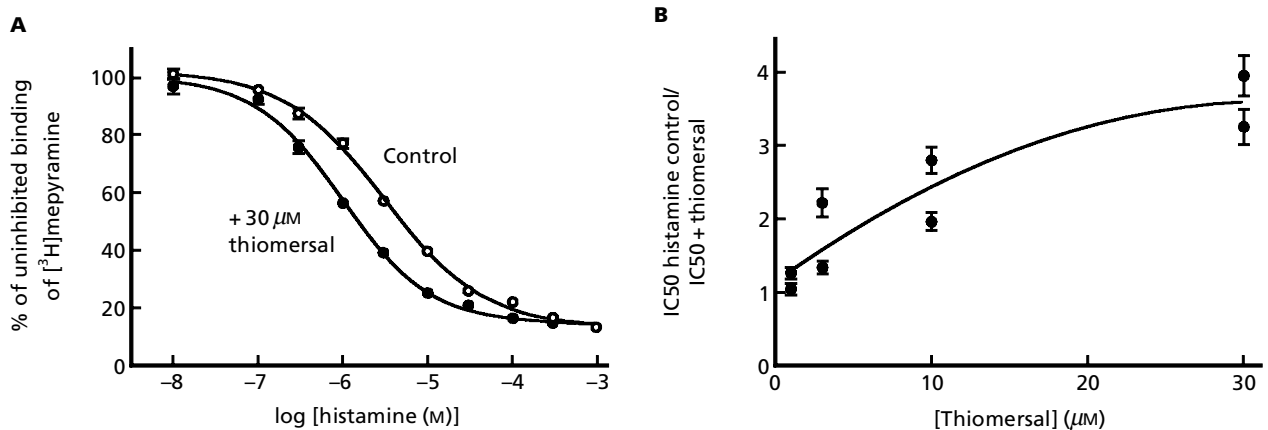 A
% of uninhibited binding
of [³H]mepyramine
100
80
60
40
20
0
Control
+ 30 μM
thiomersal
–8 –7 –6 –5 –4 –3
log [histamine (M)]
B
IC50 histamine control/
IC50 + thiomersal
4
3
2
1
0
0 10 20 30
[Thiomersal] (μM)